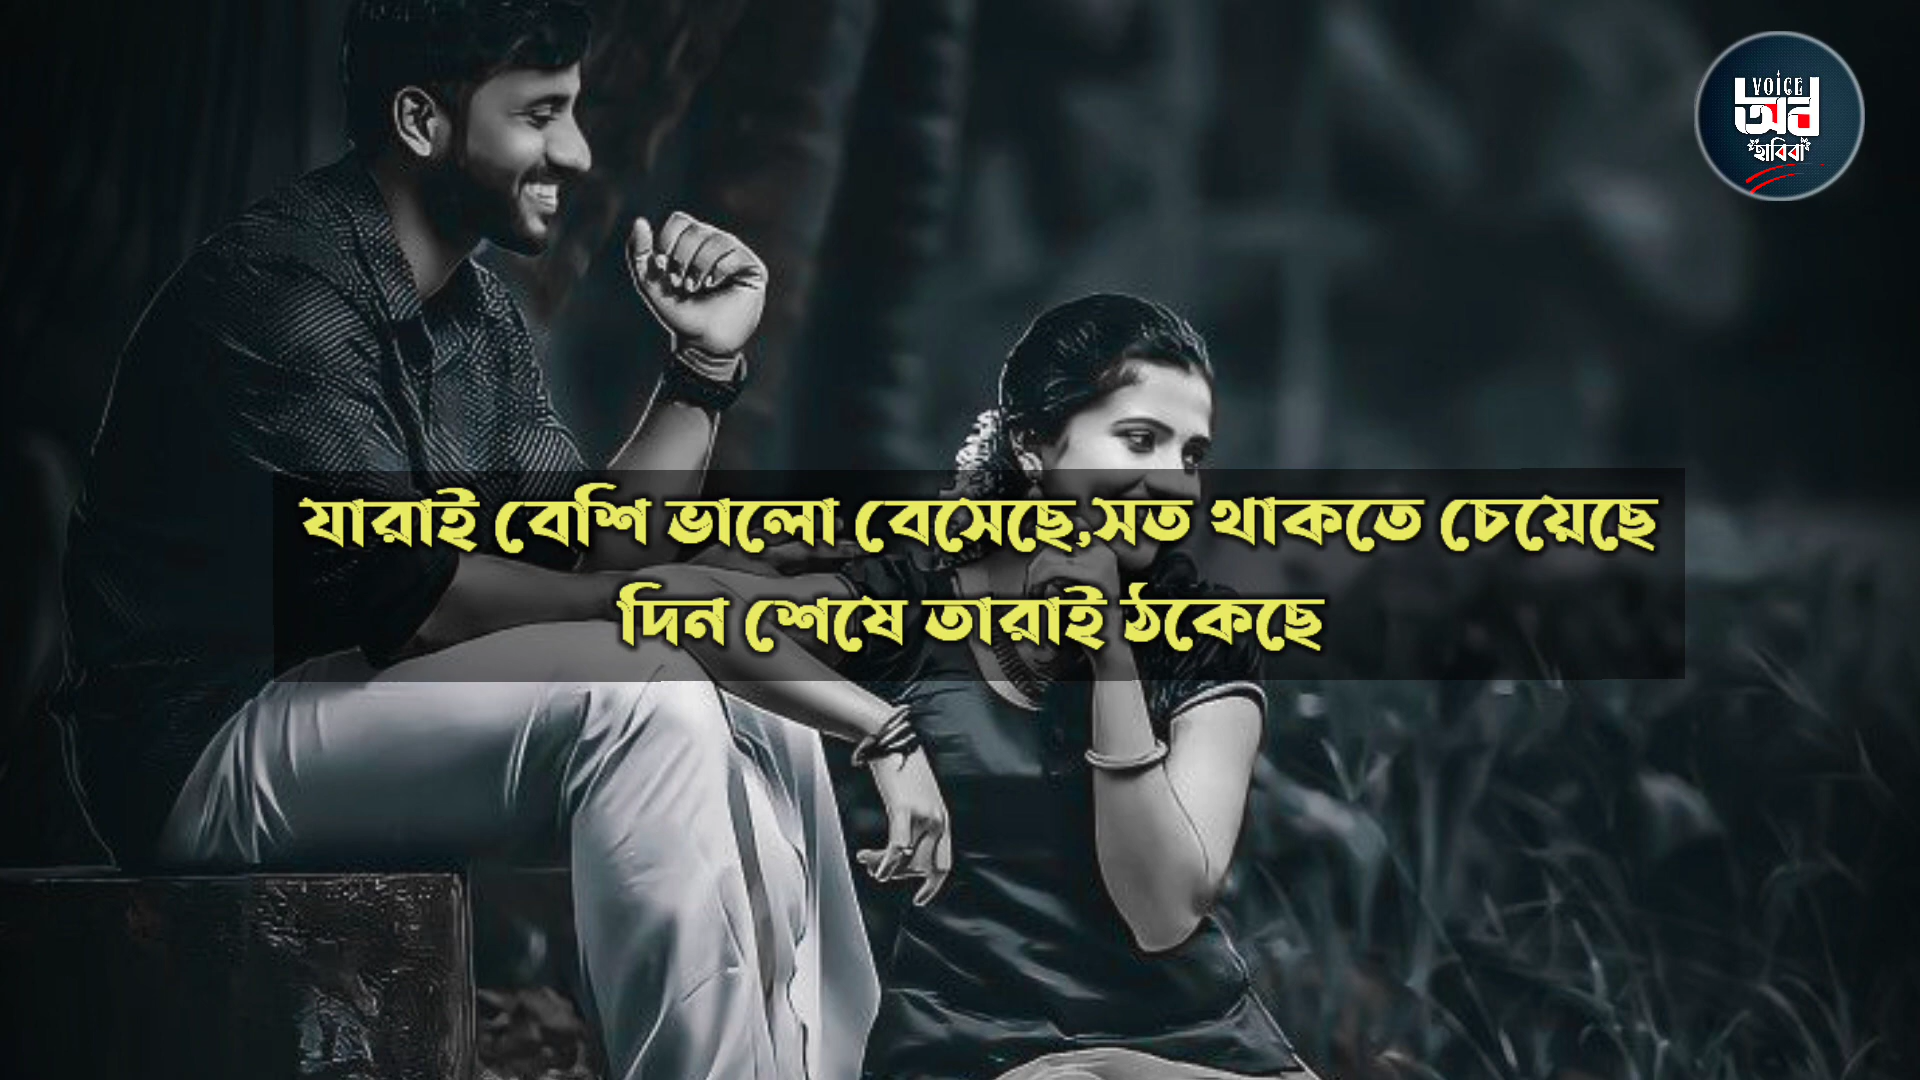 VOICE
অব
হাবিবা
যারাই বেশি ভালো বেসেছে,সত থাকতে চেয়েছে
দিন শেষে তারাই ঠকেছে